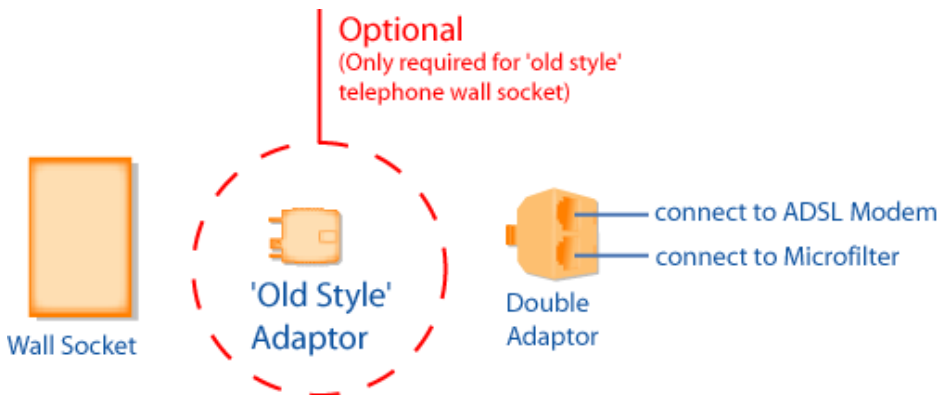 Optional
(Only required for 'old style'
telephone wall socket)
Wall Socket
'Old Style'
Adaptor
Double
Adaptor
connect to ADSL Modem
connect to Microfilter